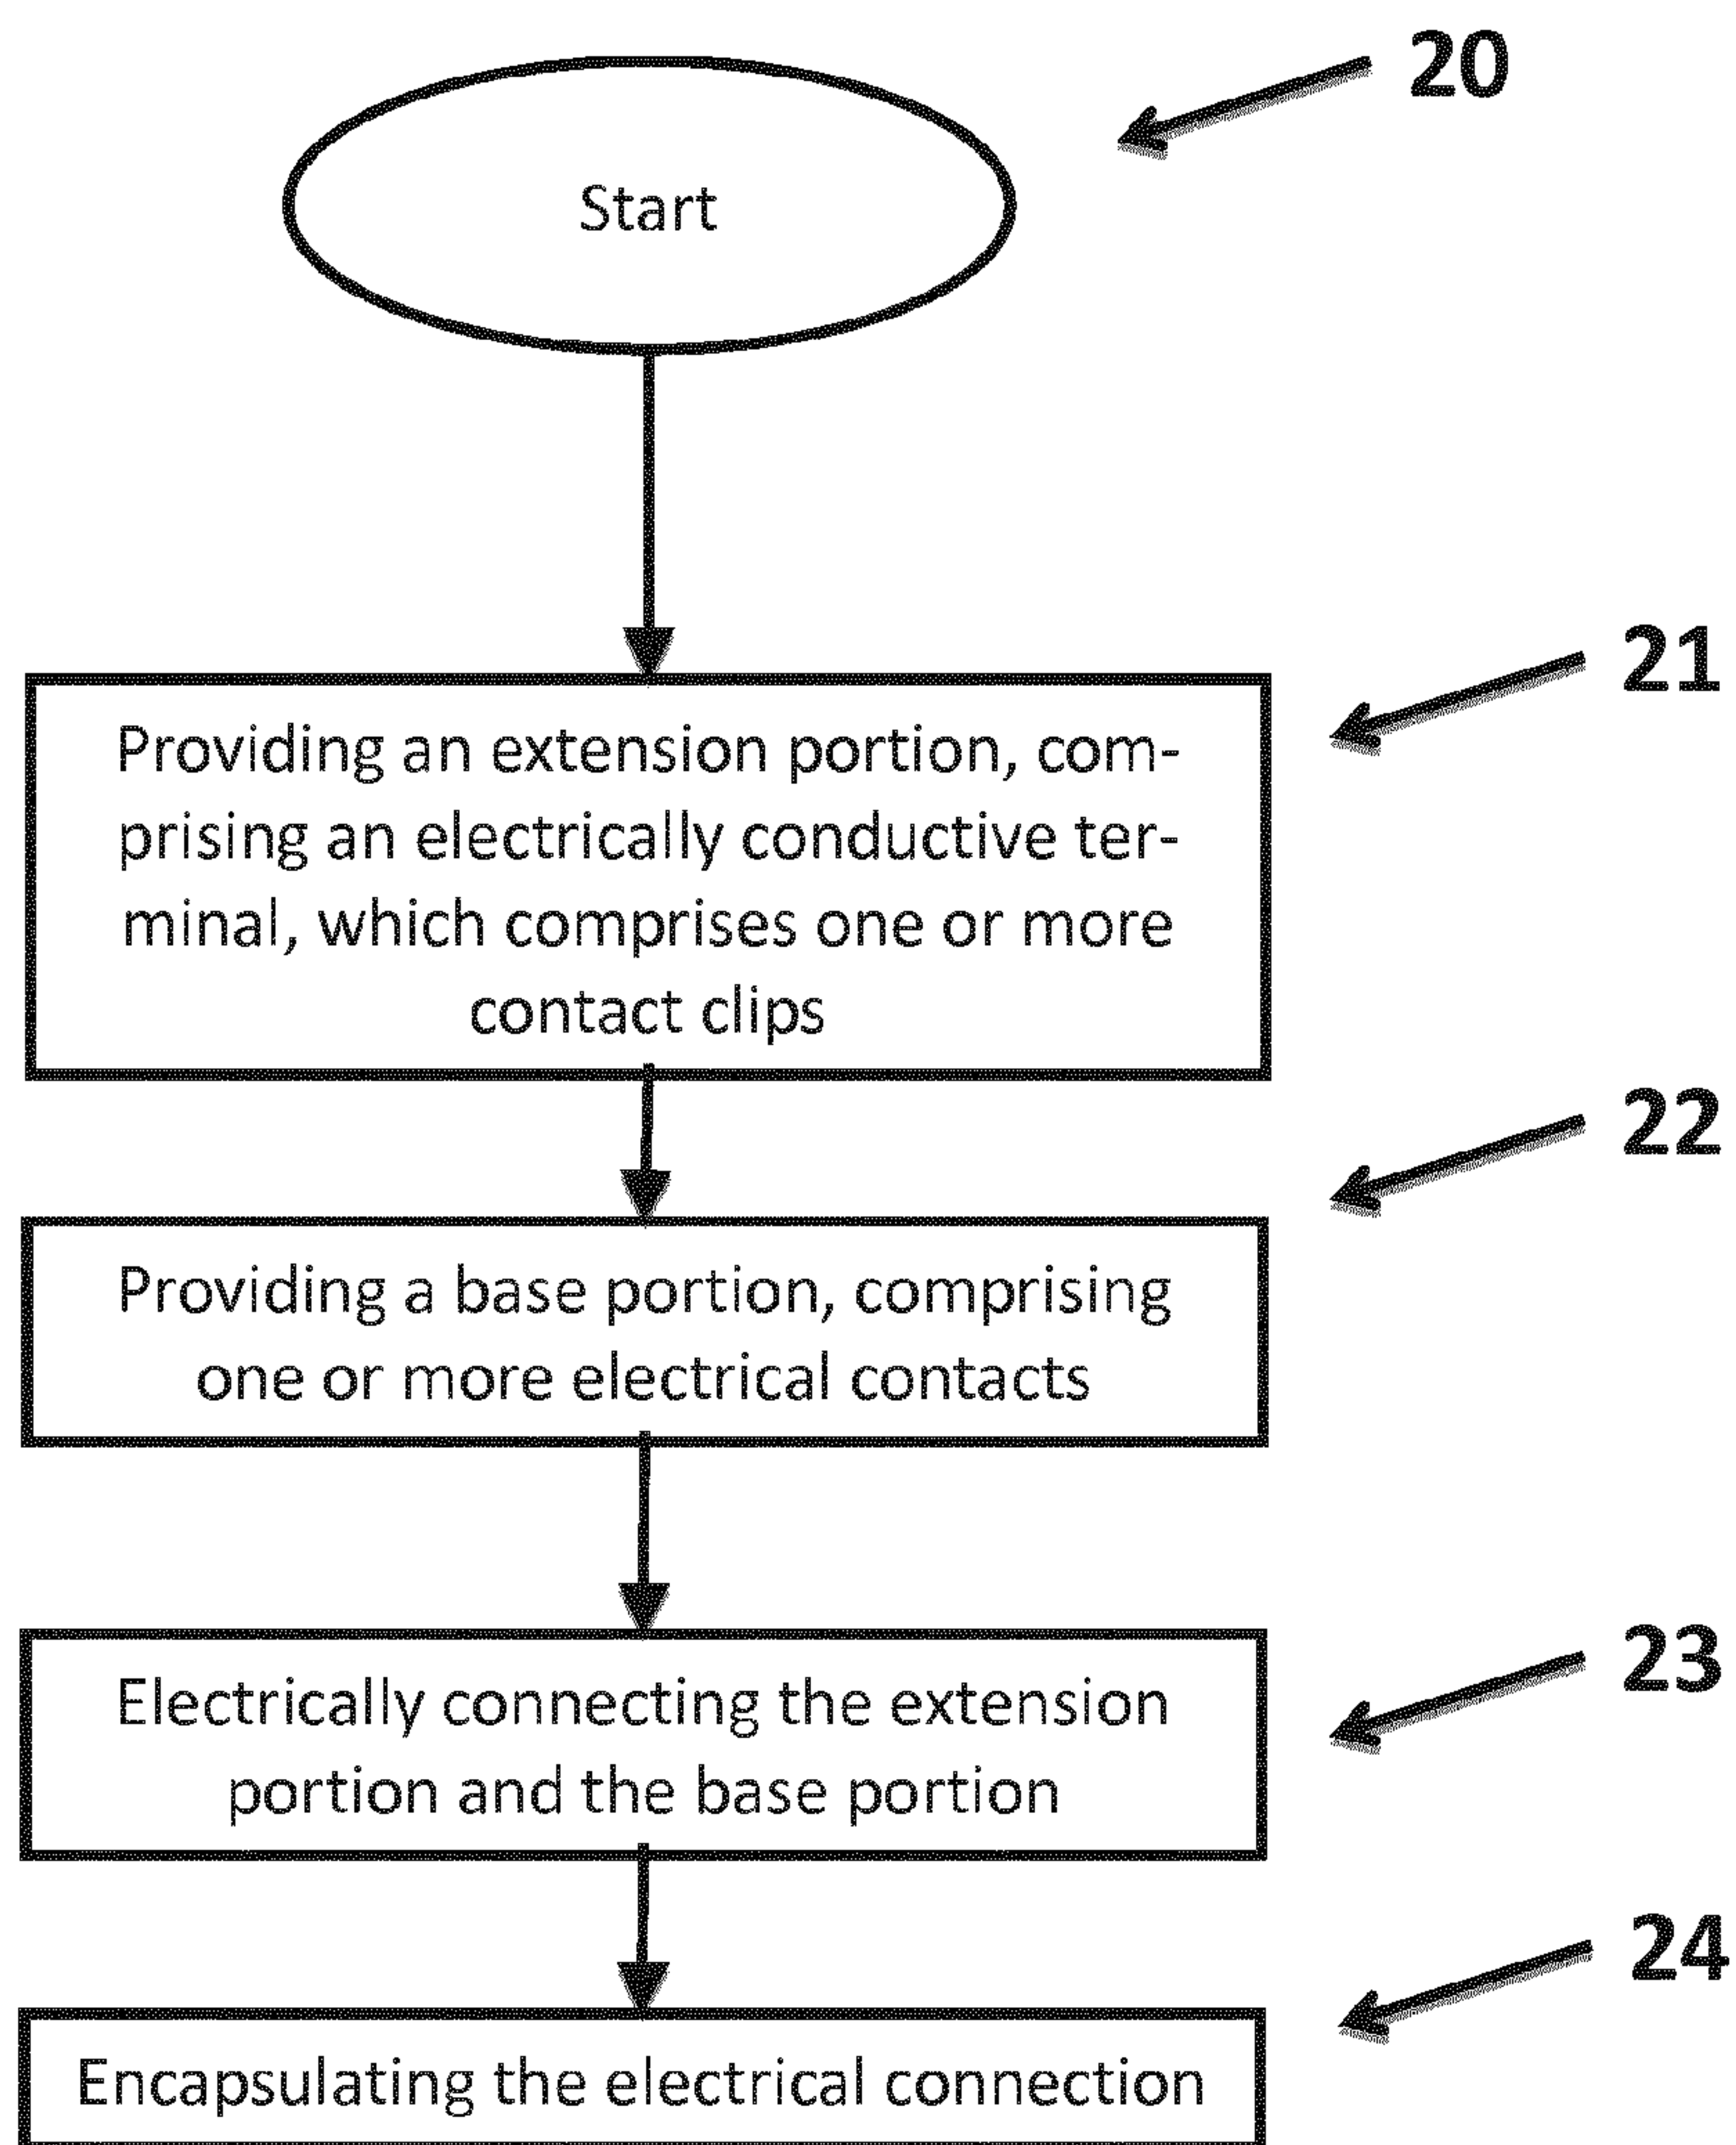 20
Start
21
Providing an extension portion, com-
prising an electrically conductive ter-
minal, which comprises one or more
contact clips
22
Providing a base portion, comprising
one or more electrical contacts
23
Electrically connecting the extension
portion and the base portion
24
Encapsulating the electrical connection